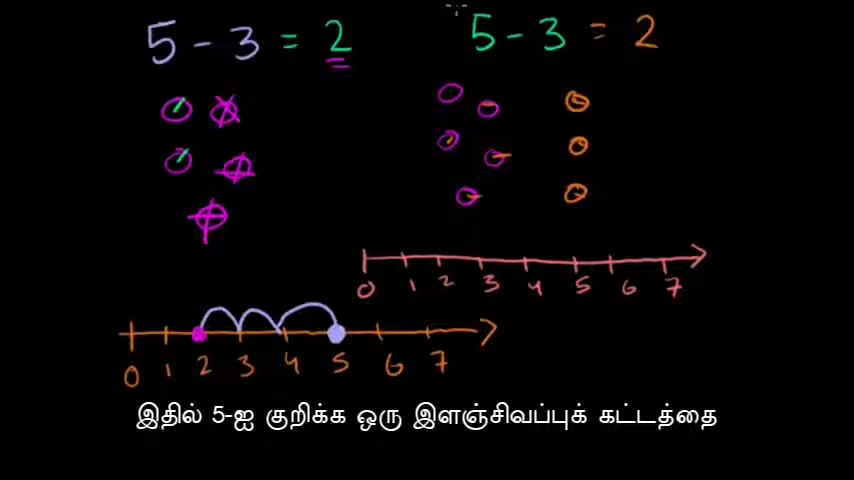 5 - 3 = 2
5 - 3 = 2
0 1 2 3 4 5 6 7
0 1 2 3 4 5 6 7
இதில் 5-ஐ குறிக்க ஒரு இளஞ்சிவப்புக் கட்டத்தை